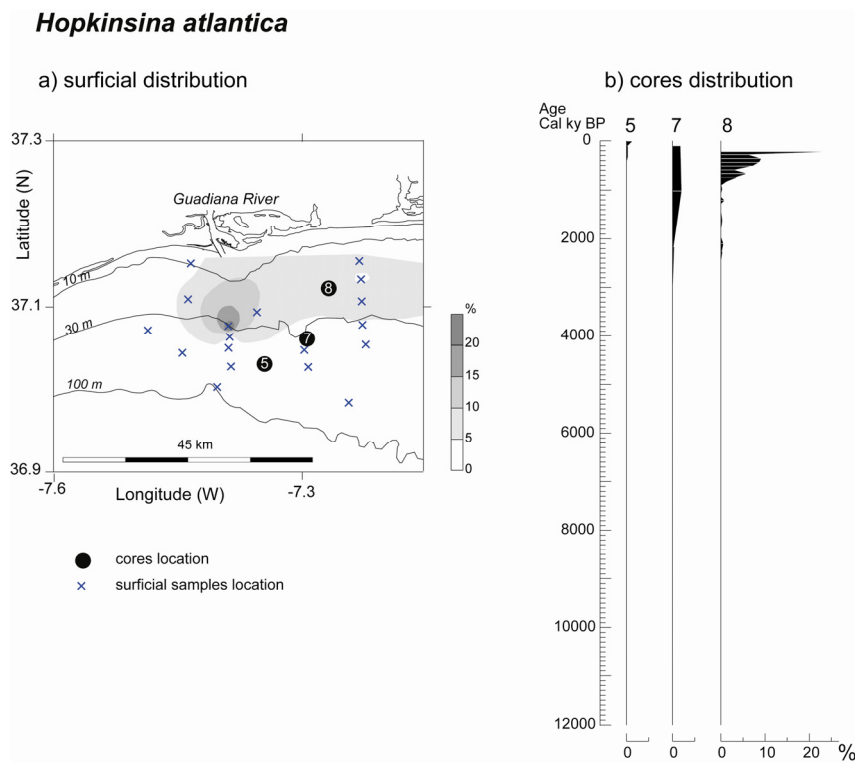 Hopkinsina atlantica
a) surficial distribution
b) cores distribution
Age
Cal ky BP 5 7 8
37.3
37.1
36.9
Latitude (N)
Guadiana River
10 m
30 m
100 m
8
7
5
45 km
-7.6
-7.3
Longitude (W)
%
20
15
10
5
0
cores location
surficial samples location
0
2000
4000
6000
8000
10000
12000
0 0 0 10 20 %